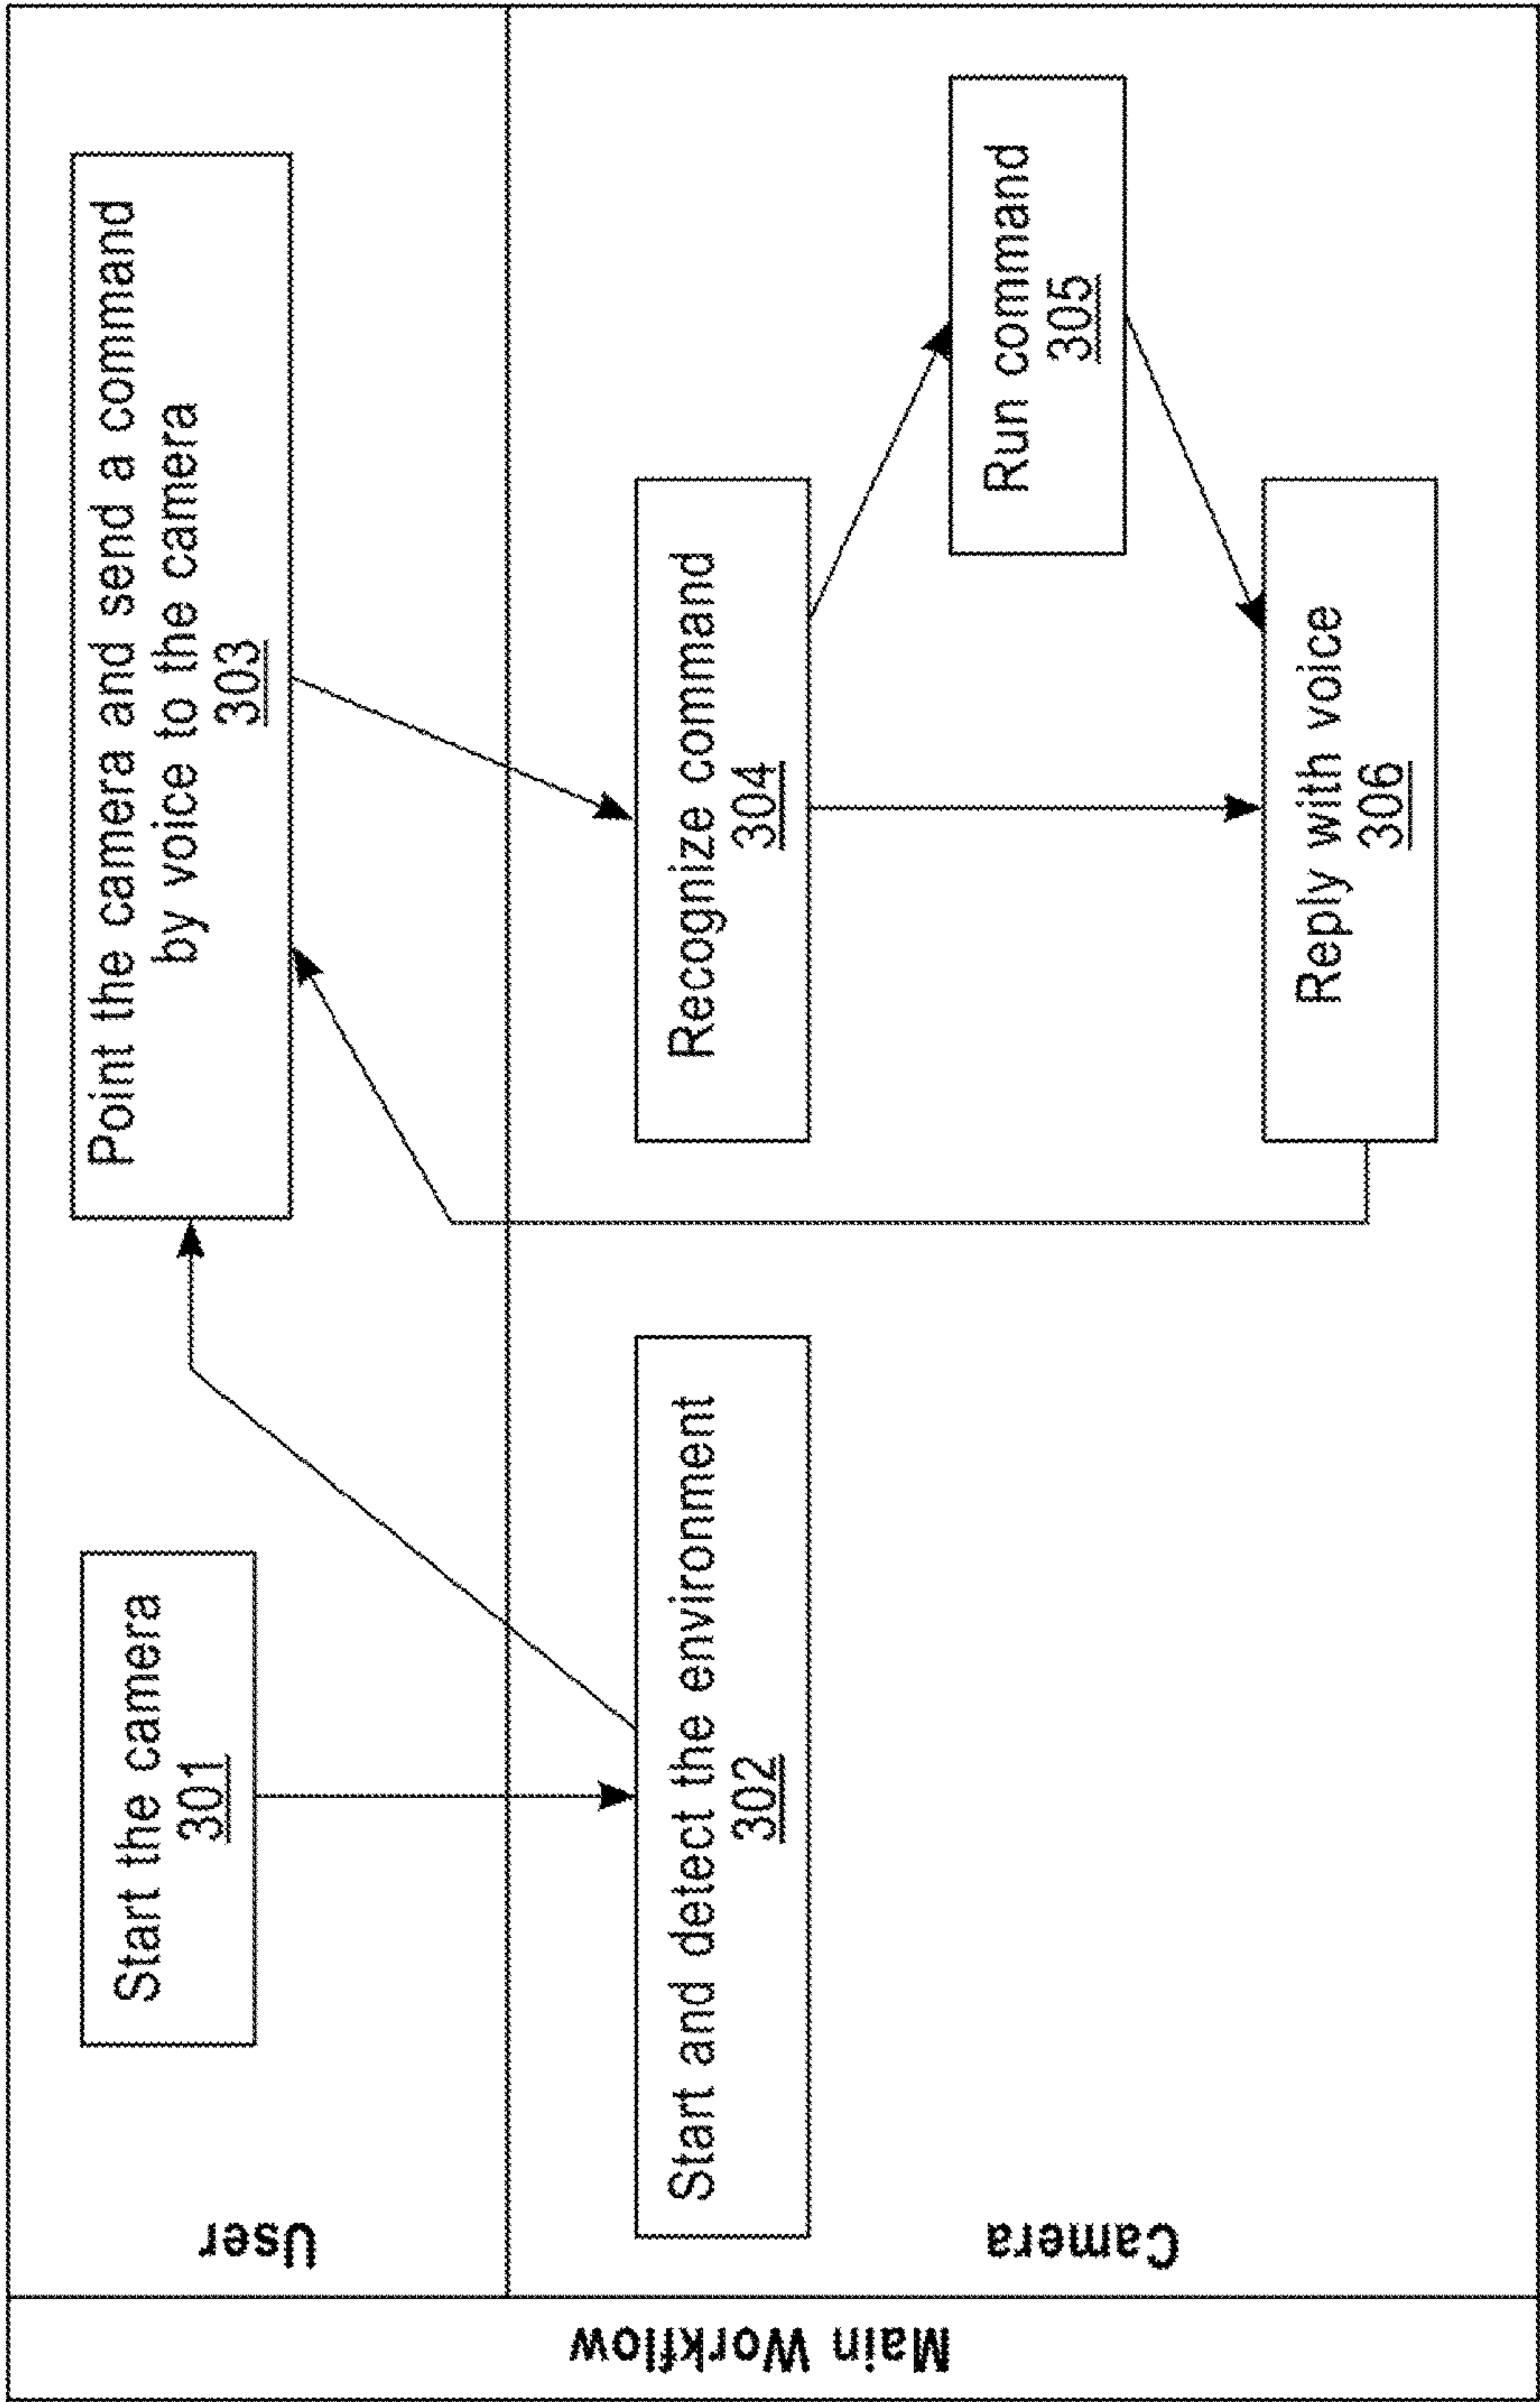 Main Workflow
User
Start the camera
301
Point the camera and send a command
by voice to the camera
303
Camera
Start and detect the environment
302
Recognize command
304
Run command
305
Reply with voice
306